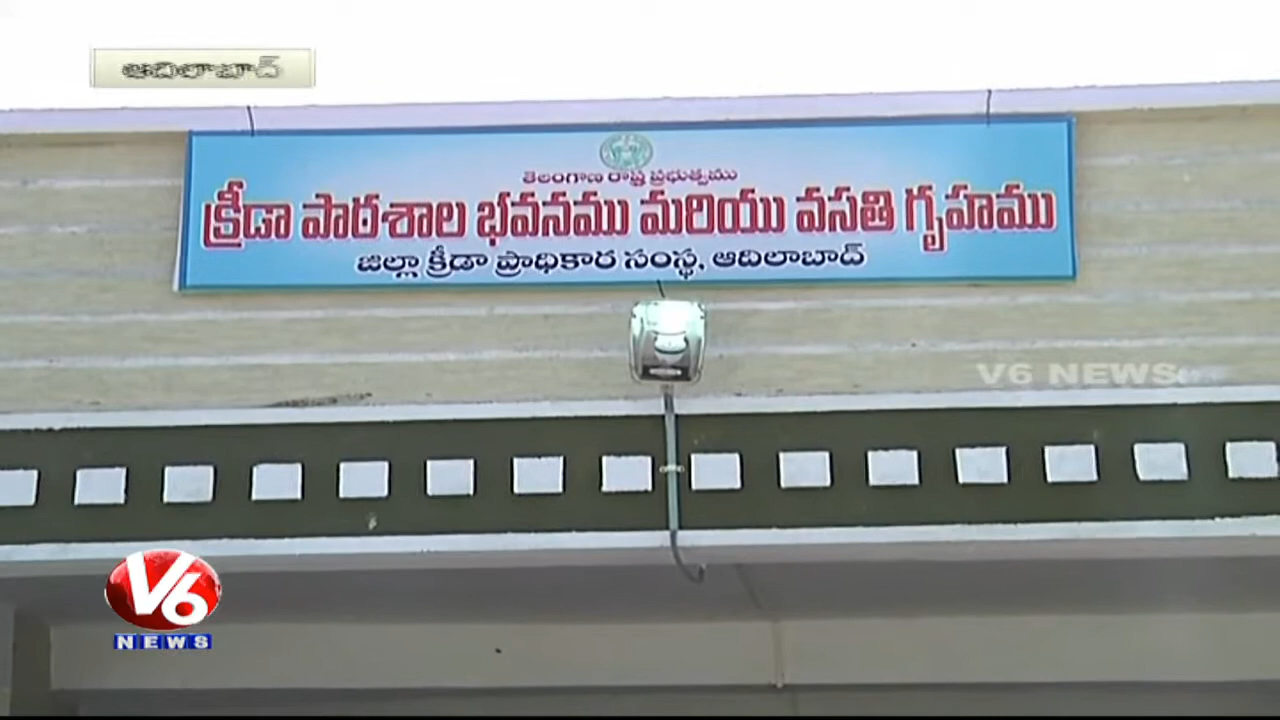 ఆదిలాబాద్
తెలంగాణ రాష్ట్ర ప్రభుత్వము
క్రీడా పాఠశాల భవనము మరియు వసతి గృహము
జిల్లా క్రీడా ప్రాధికార సంస్థ, ఆదిలాబాద్
V6 NEWS
V6
NEWS